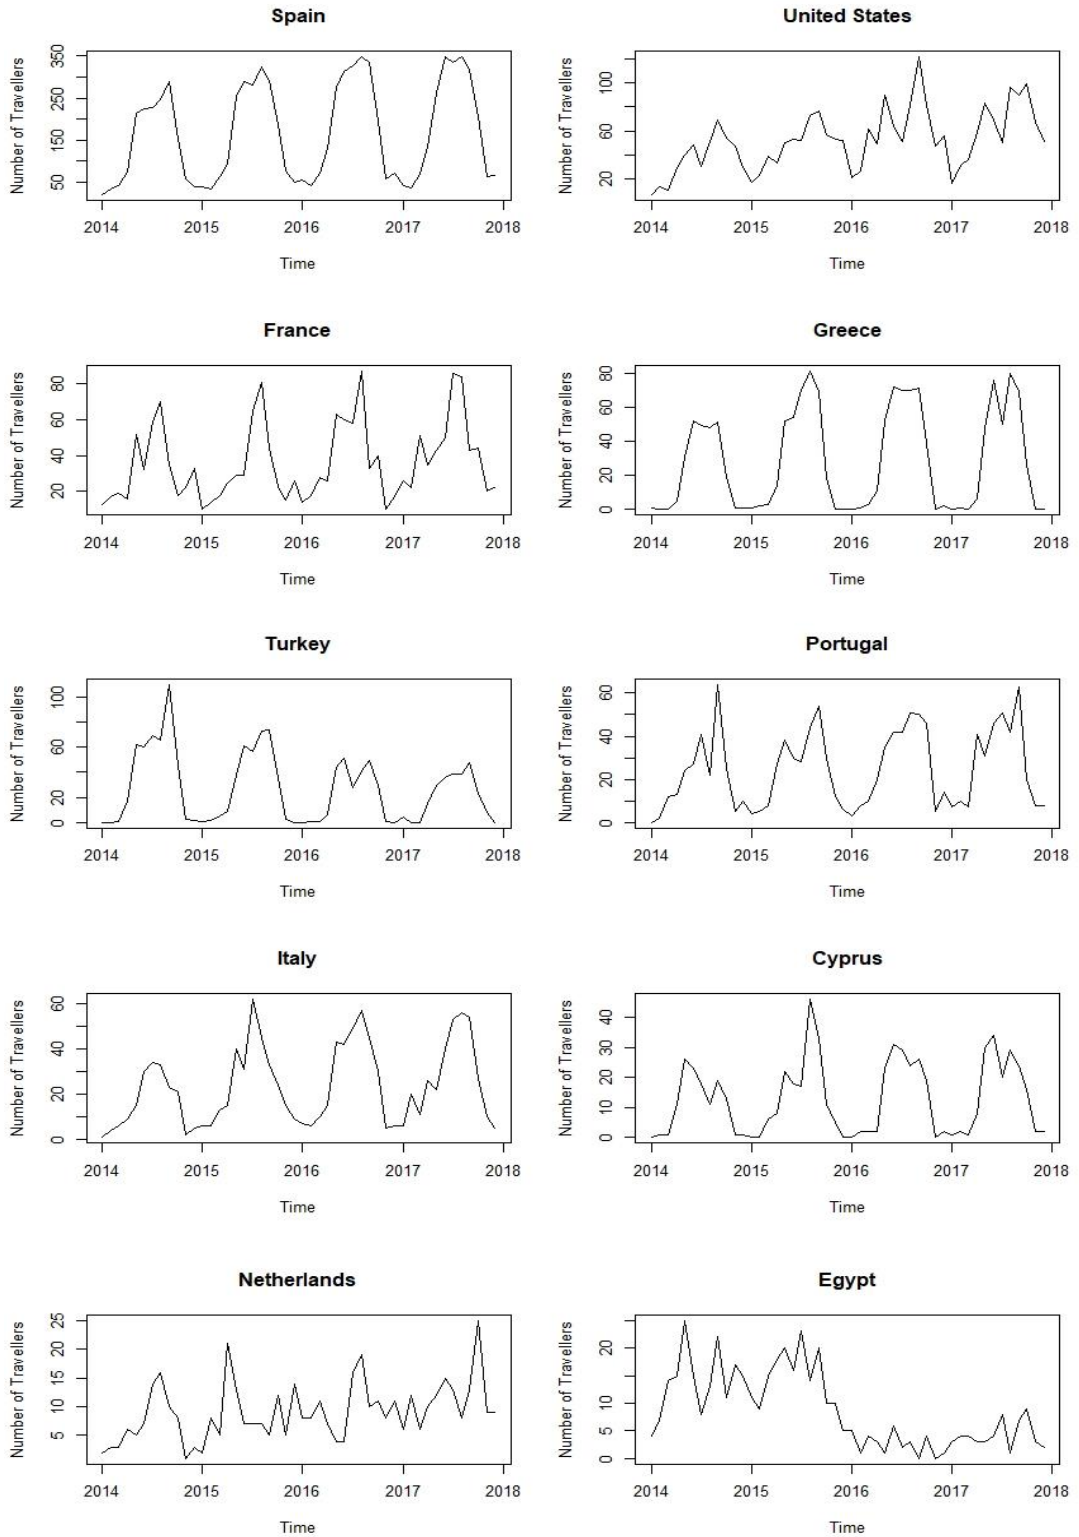 Spain
Number of Travellers
350
250
150
50
2014 2015 2016 2017 2018
Time
United States
Number of Travellers
100
60
20
2014 2015 2016 2017 2018
Time
France
Number of Travellers
80
60
40
20
2014 2015 2016 2017 2018
Time
Greece
Number of Travellers
80
60
40
20
0
2014 2015 2016 2017 2018
Time
Turkey
Number of Travellers
100
60
20
0
2014 2015 2016 2017 2018
Time
Portugal
Number of Travellers
60
40
20
0
2014 2015 2016 2017 2018
Time
Italy
Number of Travellers
60
40
20
0
2014 2015 2016 2017 2018
Time
Cyprus
Number of Travellers
40
30
20
10
0
2014 2015 2016 2017 2018
Time
Netherlands
Number of Travellers
25
20
15
10
5
2014 2015 2016 2017 2018
Time
Egypt
Number of Travellers
20
10
5
0
2014 2015 2016 2017 2018
Time